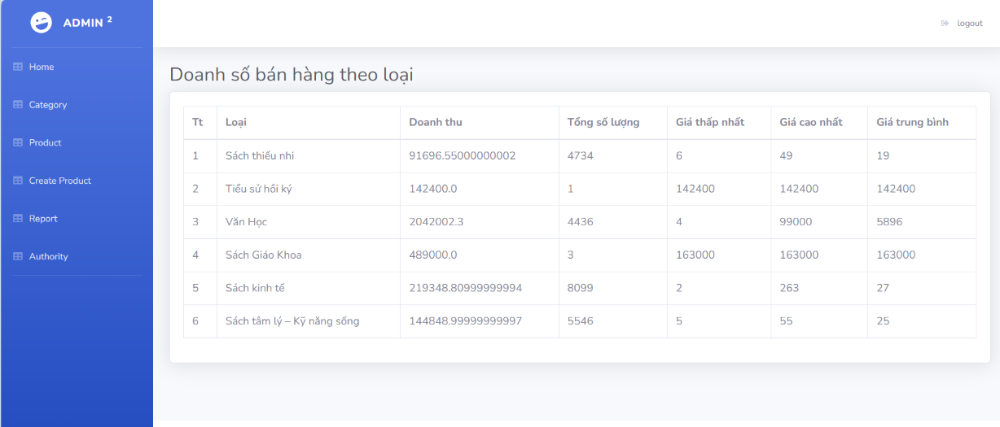 ADMIN 2
logout
Home
Category
Product
Create Product
Report
Authority
Doanh số bán hàng theo loại
Tt Loại Doanh thu Tổng số lượng Giá thấp nhất Giá cao nhất Giá trung bình
1 Sách thiếu nhi 91696.55000000002 4734 6 49 19
2 Tiểu sử hồi ký 142400.0 1 142400 142400 142400
3 Văn Học 2042002.3 4436 4 99000 5896
4 Sách Giáo Khoa 489000.0 3 163000 163000 163000
5 Sách kinh tế 219348.80999999994 8099 2 263 27
6 Sách tâm lý – Kỹ năng sống 144848.99999999997 5546 5 55 25